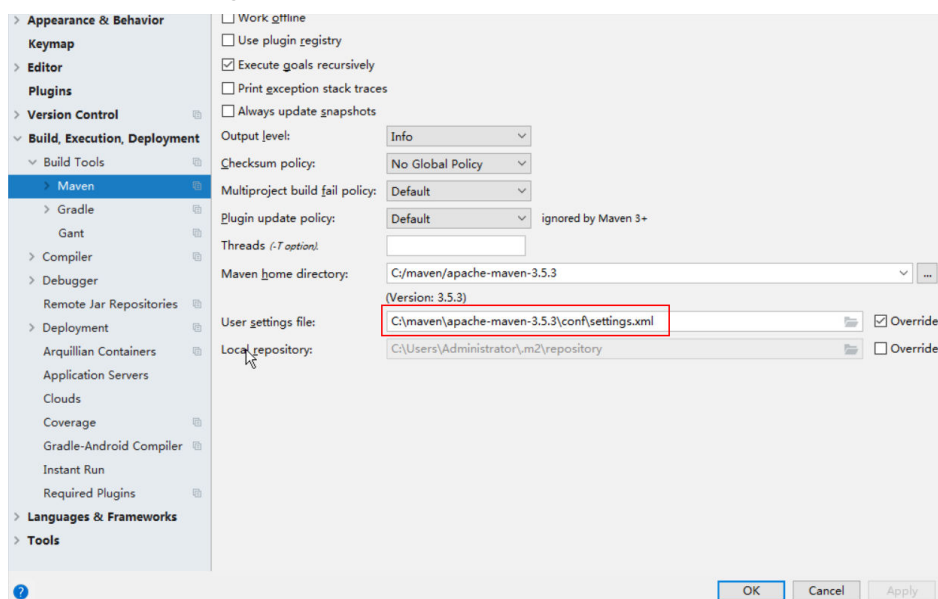 Appearance & Behavior
Keymap
Editor
Plugins
Version Control
Build, Execution, Deployment
Build Tools
Maven
Gradle
Gant
Compiler
Debugger
Remote Jar Repositories
Deployment
Arquillian Containers
Application Servers
Clouds
Coverage
Gradle-Android Compiler
Instant Run
Required Plugins
Languages & Frameworks
Tools
Work offline
Use plugin registry
Execute goals recursively
Print exception stack traces
Always update snapshots
Output level: Info
Checksum policy: No Global Policy
Multiproject build fail policy: Default
Plugin update policy: Default ignored by Maven 3+
Threads (-T option):
Maven home directory: C:/maven/apache-maven-3.5.3 ...
(Version: 3.5.3)
User settings file: C:\maven\apache-maven-3.5.3\conf\settings.xml Override
Local repository: C:\Users\Administrator\.m2\repository Override
? OK Cancel Apply